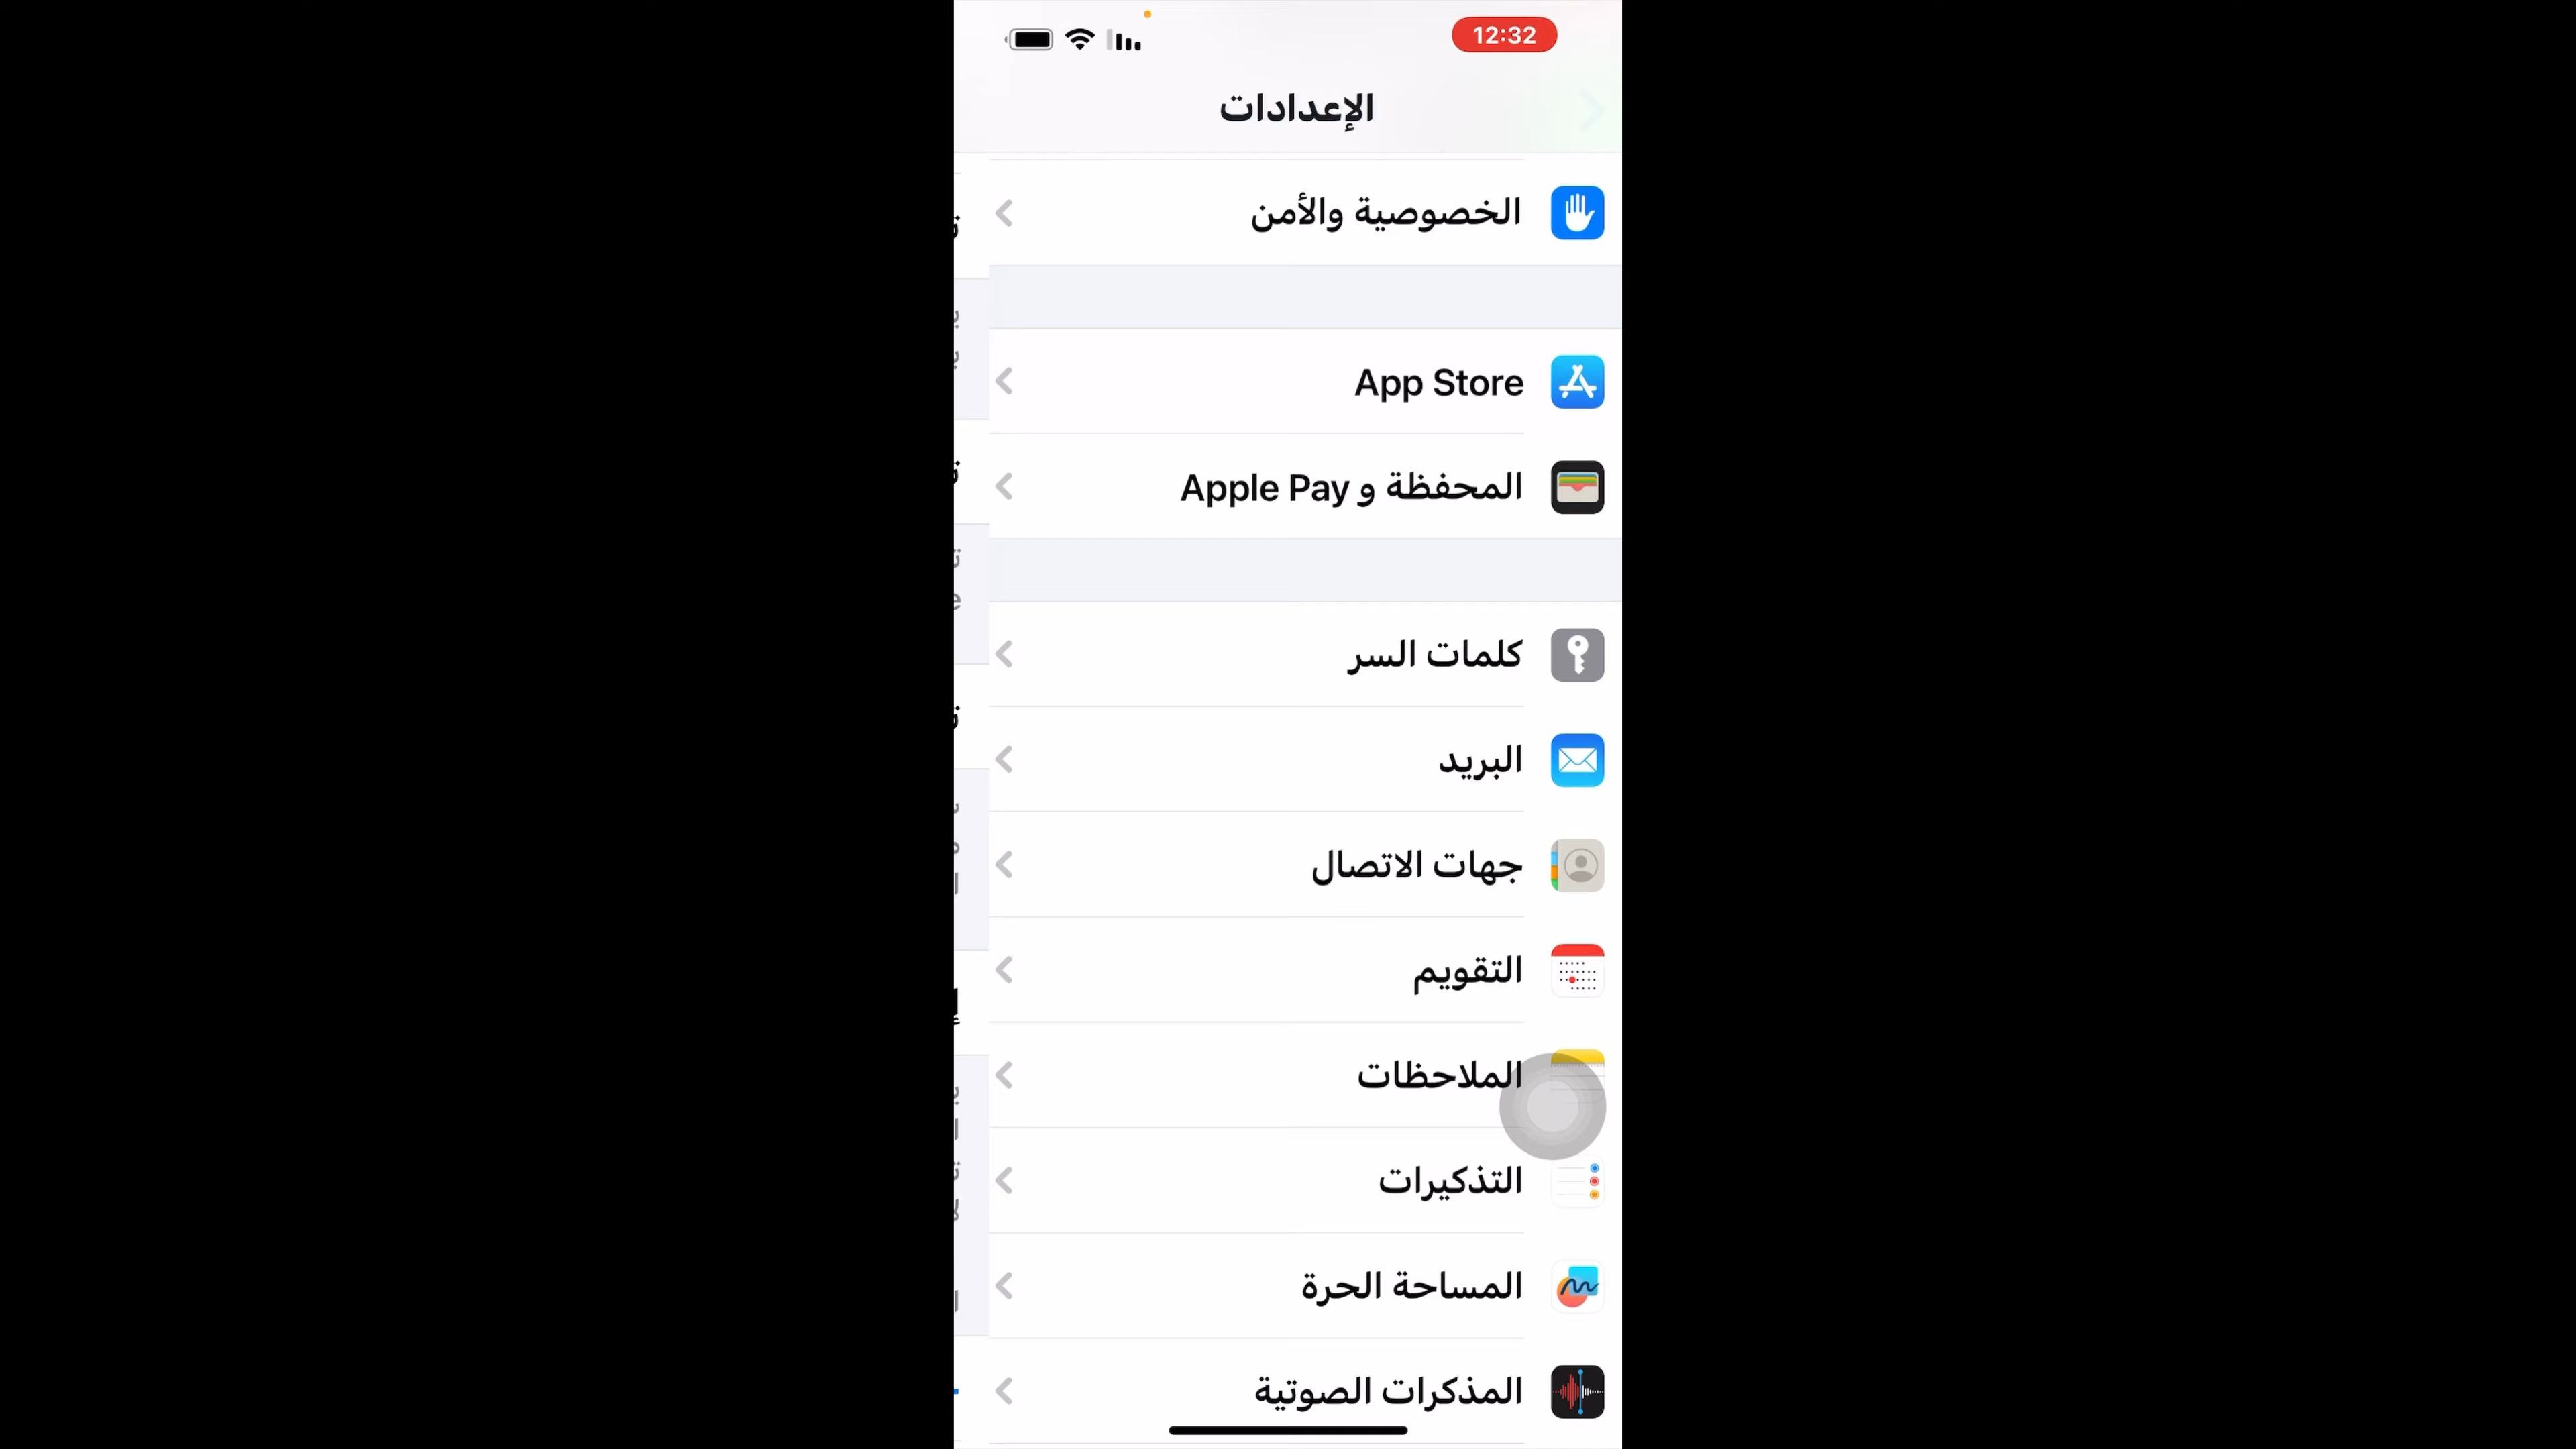 12:32
الإعدادات
الخصوصية والأمن
App Store
المحفظة و Apple Pay
كلمات السر
البريد
جهات الاتصال
التقويم
الملاحظات
التذكيرات
المساحة الحرة
المذكرات الصوتية